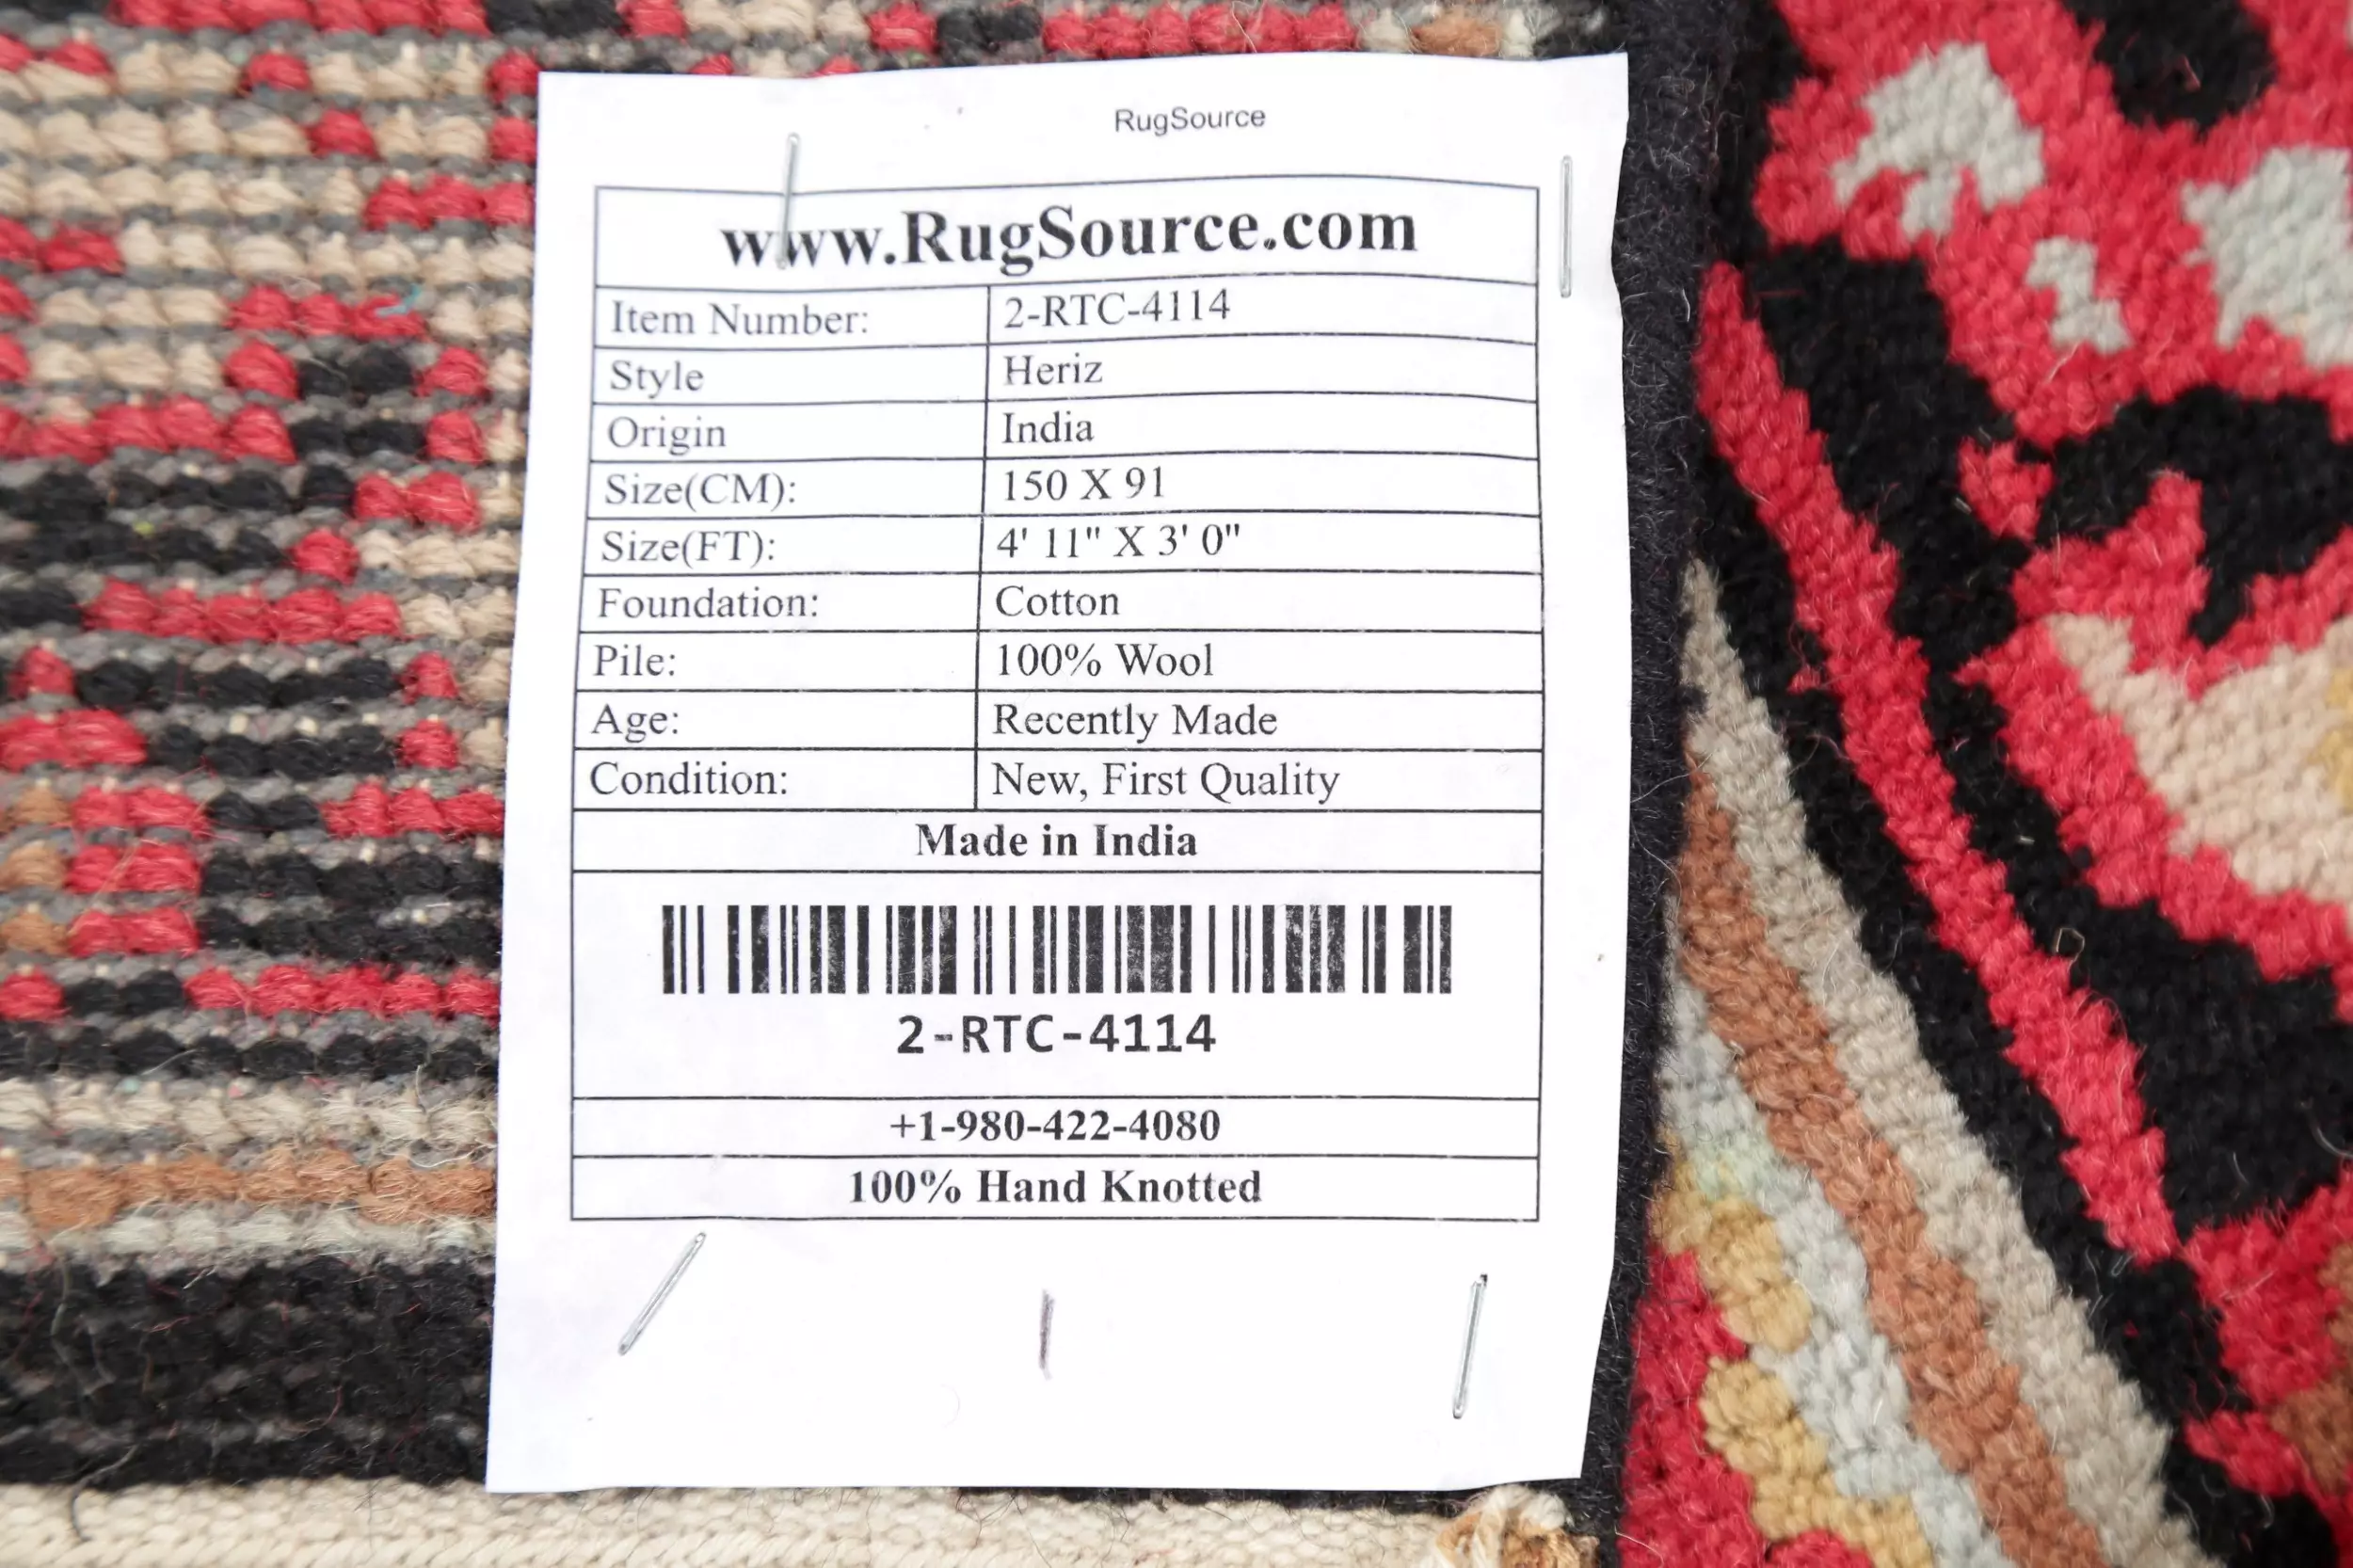 RugSource
www.RugSource.com
Item Number: 2-RTC-4114
Style Heriz
Origin India
Size(CM): 150 X 91
Size(FT): 4' 11" X 3' 0"
Foundation: Cotton
Pile: 100% Wool
Age: Recently Made
Condition: New, First Quality
Made in India
2-RTC-4114
+1-980-422-4080
100% Hand Knotted